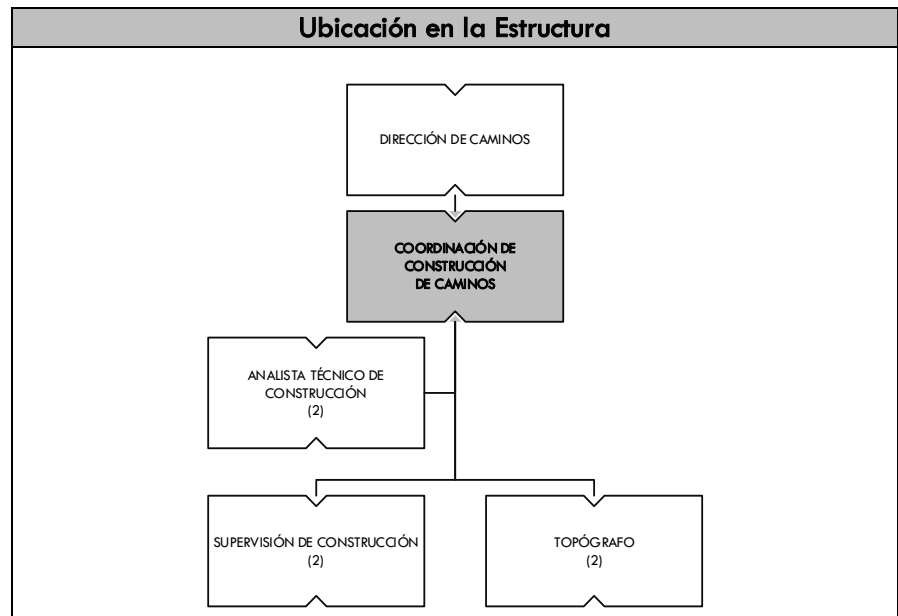 Ubicación en la Estructura
DIRECCIÓN DE CAMINOS
COORDINACIÓN DE
CONSTRUCCIÓN
DE CAMINOS
ANALISTA TÉCNICO DE
CONSTRUCCIÓN
(2)
SUPERVISIÓN DE CONSTRUCCIÓN
(2)
TOPÓGRAFO
(2)